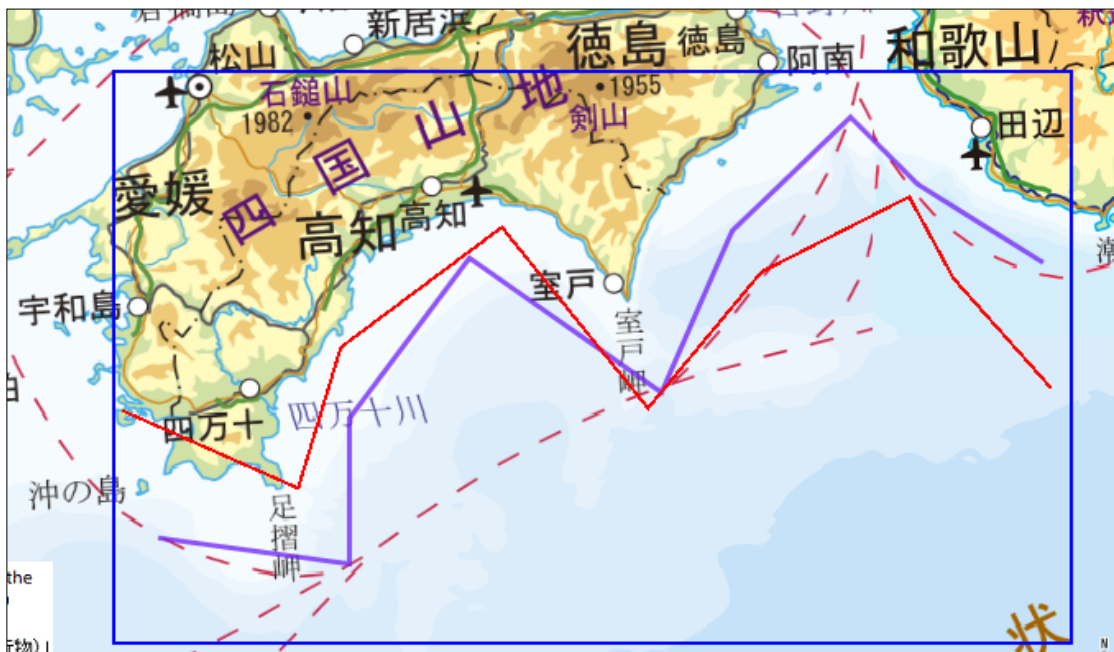 新居浜
松山
徳島
徳島
阿南
和歌山
石鎚山
1982
1955
剣山
四国山地
田辺
愛媛
高知
高知
室戸
宇和島
室戸岬
四万十川
四万十
沖の島
足摺岬
the
状
N